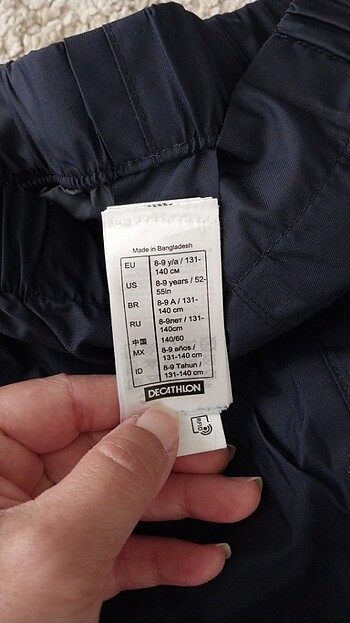 Made in Bangladesh
EU 8-9 y/a / 131-
140 см
US 8-9 years / 52-
55in
BR 8-9 A / 131-
140 cm
RU 8-9лет / 131-
140cm
中国 140/60
MX 8-9 años /
131-140 cm
ID 8-9 Tahun /
131-140 cm
DECATHLON
RFID